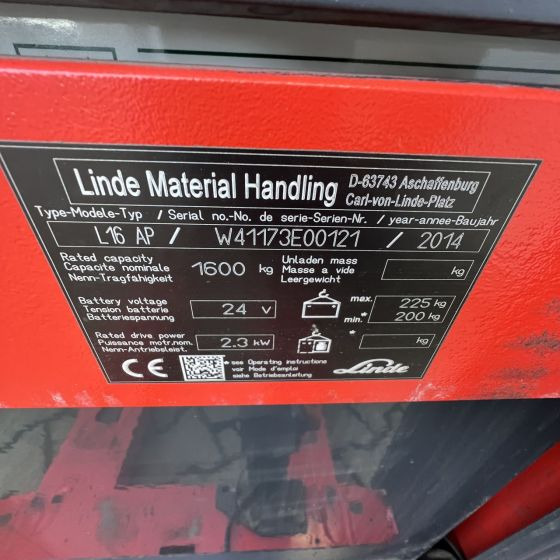 Linde Material Handling
D-63743 Aschaffenburg
Carl-von-Linde-Platz
Type-Modele-Typ / Serial no.-No. de serie-Serien-Nr. / year-annee-Baujahr
L16 AP / W41173E00121 / 2014
Rated capacity
Capacite nominale
Nenn-Tragfähigkeit
1600 kg
Unladen mass
Masse a vide
Leergewicht
kg
Battery voltage
Tension batterie
Batteriespannung
24 V
max. 225 kg
min. 200 kg
Rated drive power
Puissance motr.nom.
Nenn-Antriebsleist.
2.3 kW
* kg
CE
*see Operating instructions
voir Mode d'emploi
siehe Betriebsanleitung
Linde